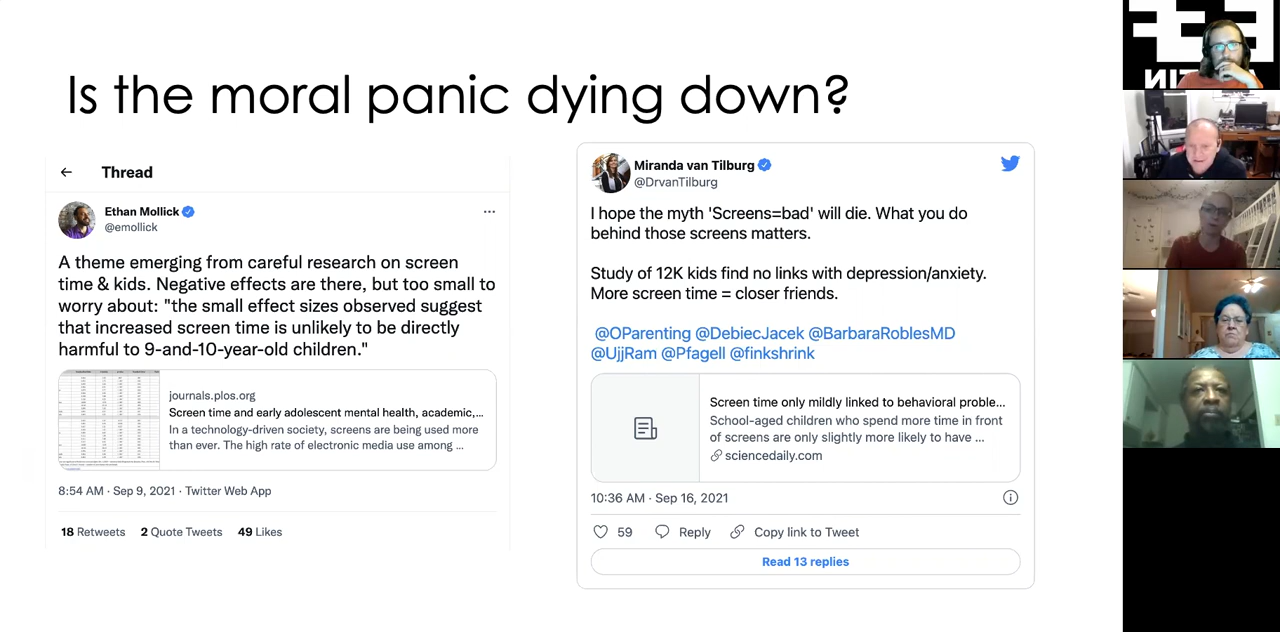 Is the moral panic dying down?
Thread
Ethan Mollick
@emollick
A theme emerging from careful research on screen
time & kids. Negative effects are there, but too small to
worry about: "the small effect sizes observed suggest
that increased screen time is unlikely to be directly
harmful to 9-and-10-year-old children."
journals.plos.org
Screen time and early adolescent mental health, academic,...
In a technology-driven society, screens are being used more
than ever. The high rate of electronic media use among ...
8:54 AM · Sep 9, 2021 · Twitter Web App
18 Retweets 2 Quote Tweets 49 Likes
Miranda van Tilburg
@DrvanTilburg
I hope the myth 'Screens=bad' will die. What you do
behind those screens matters.
Study of 12K kids find no links with depression/anxiety.
More screen time = closer friends.
@OParenting @DebiecJacek @BarbaraRoblesMD
@UjjRam @Pfagell @finkshrink
Screen time only mildly linked to behavioral proble...
School-aged children who spend more time in front
of screens are only slightly more likely to have ...
sciencedaily.com
10:36 AM · Sep 16, 2021
59 Reply Copy link to Tweet
Read 13 replies